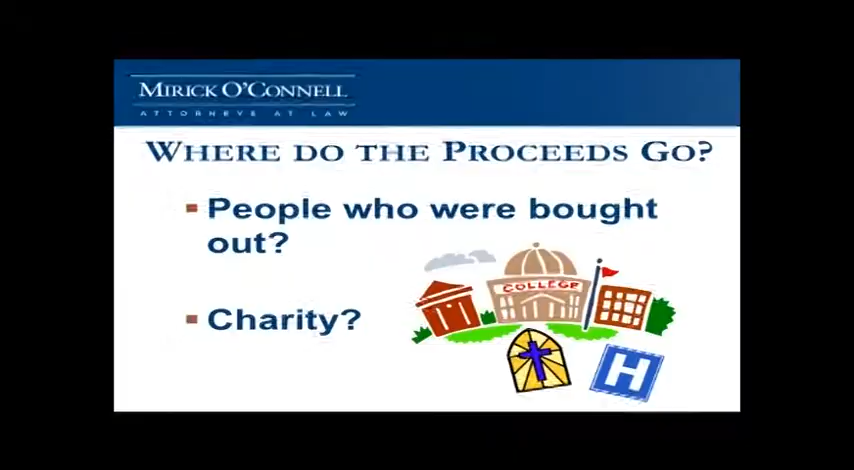 MIRICK O'CONNELL
ATTORNEYS AT LAW
WHERE DO THE PROCEEDS GO?
People who were bought
out?
COLLEGE
Charity?
H